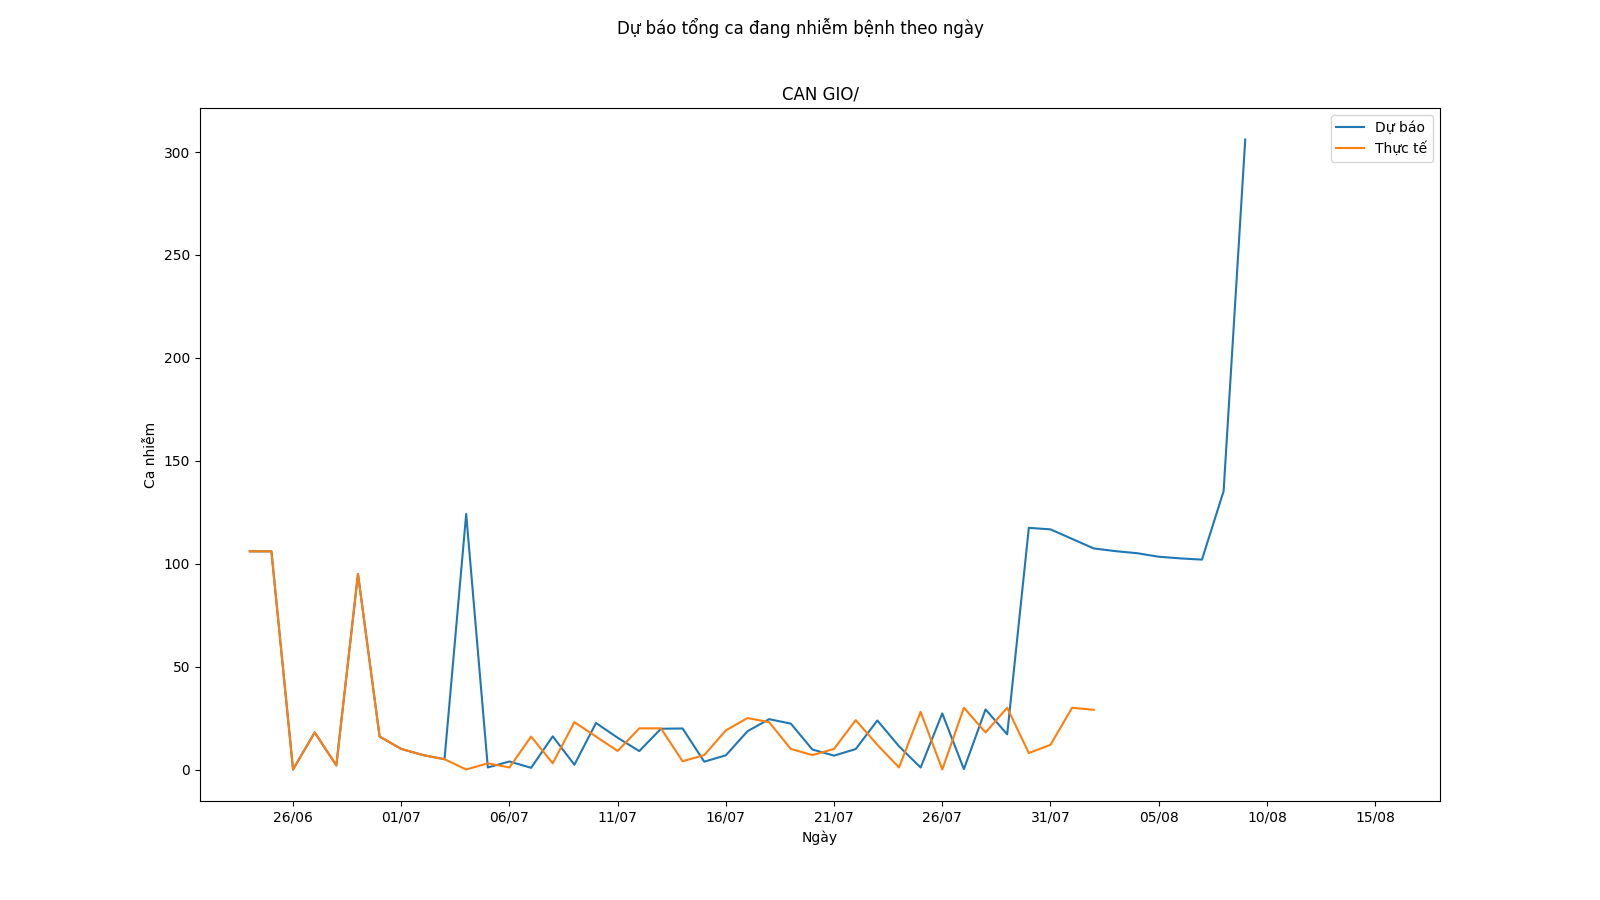 Dự báo tổng ca đang nhiễm bệnh theo ngày
CAN GIO/
Dự báo
Thực tế
300
250
200
150
100
50
0
Ca nhiễm
26/06 01/07 06/07 11/07 16/07 21/07 26/07 31/07 05/08 10/08 15/08
Ngày